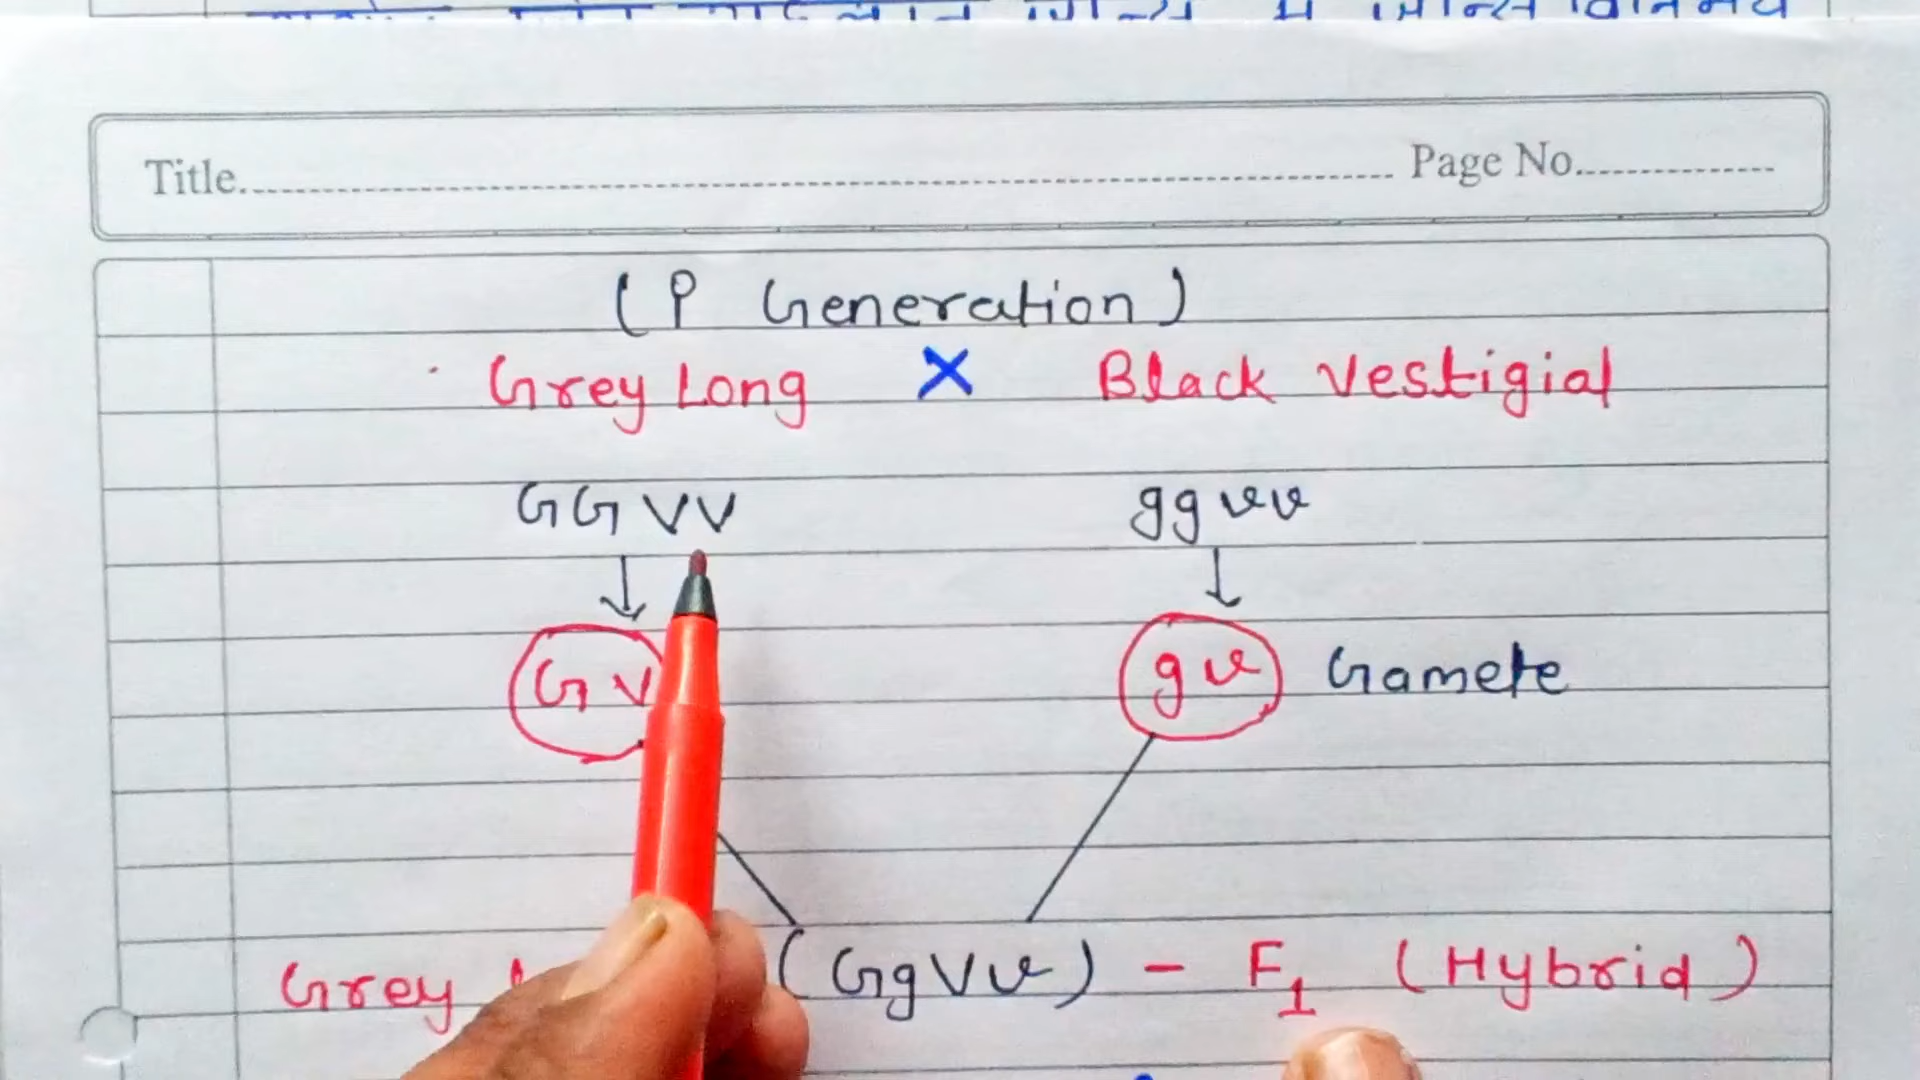 Title. Page No.
(P Generation)
Grey Long X Black Vestigial
GGVV ggvv
GV gv Gamete
Grey (GgVv) - F1 (Hybrid)